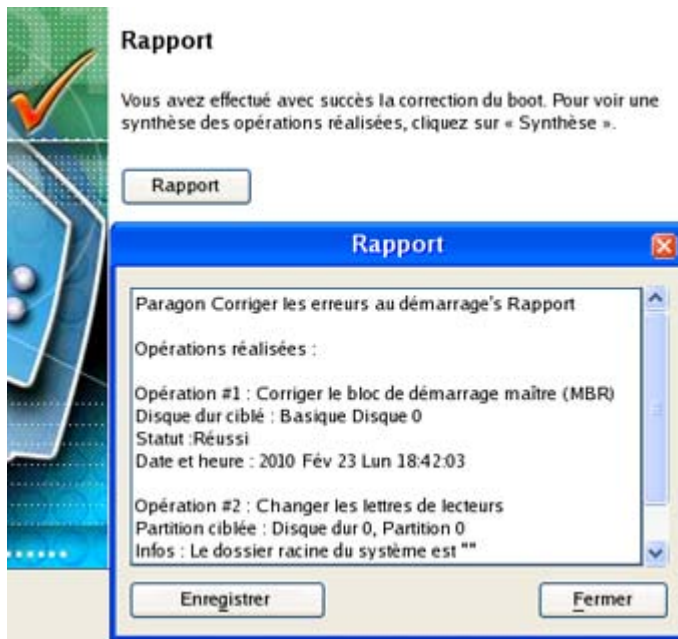 Rapport
Vous avez effectué avec succès la correction du boot. Pour voir une
synthèse des opérations réalisées, cliquez sur « Synthèse ».
Rapport
Rapport
Paragon Corriger les erreurs au démarrage's Rapport
Opérations réalisées :
Opération #1 : Corriger le bloc de démarrage maître (MBR)
Disque dur ciblé : Basique Disque 0
Statut :Réussi
Date et heure : 2010 Fév 23 Lun 18:42:03
Opération #2 : Changer les lettres de lecteurs
Partition ciblée : Disque dur 0, Partition 0
Infos : Le dossier racine du système est ""
Enregistrer
Fermer